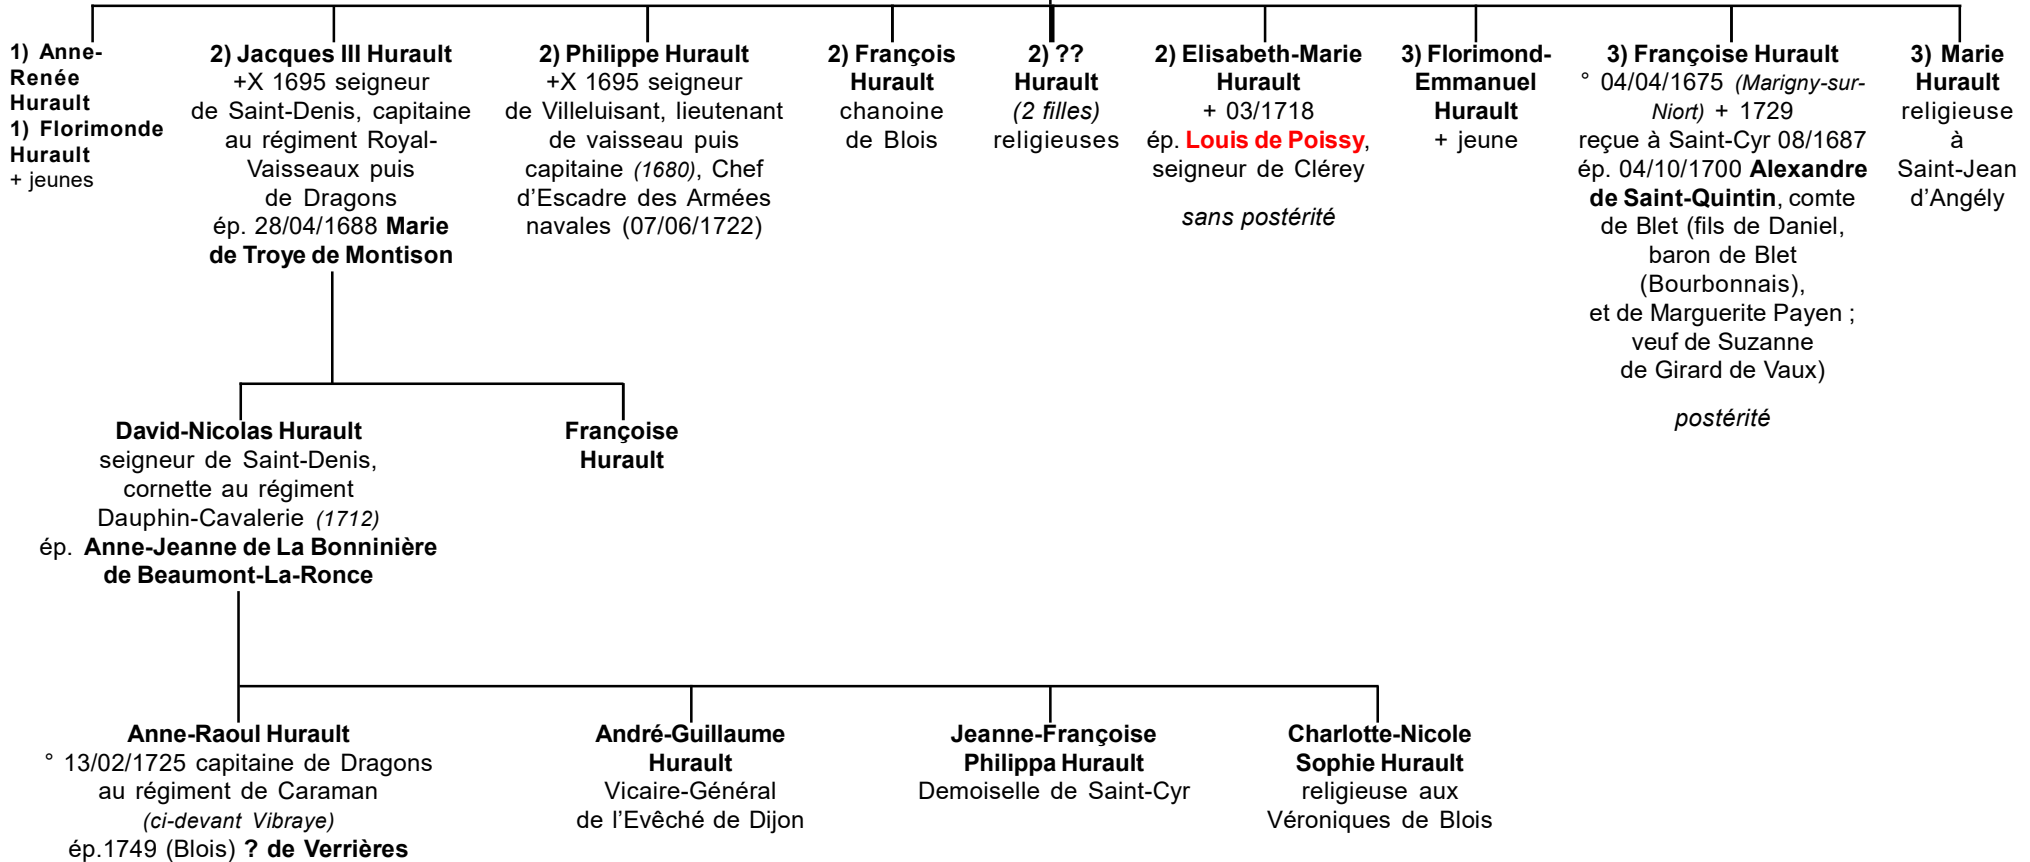 1) Anne-
Renée
Hurault
1) Florimonde
Hurault
+ jeunes
2) Jacques III Hurault
+X 1695 seigneur
de Saint-Denis, capitaine
au régiment Royal-
Vaisseaux puis
de Dragons
ép. 28/04/1688 Marie
de Troye de Montison
2) Philippe Hurault
+X 1695 seigneur
de Villeluisant, lieutenant
de vaisseau puis
capitaine (1680), Chef
d’Escadre des Armées
navales (07/06/1722)
2) François
Hurault
chanoine
de Blois
2) ??
Hurault
(2 filles)
religieuses
2) Elisabeth-Marie
Hurault
+ 03/1718
ép. Louis de Poissy,
seigneur de Clérey
sans postérité
3) Florimond-
Emmanuel
Hurault
+ jeune
3) Françoise Hurault
° 04/04/1675 (Marigny-sur-
Niort) + 1729
reçue à Saint-Cyr 08/1687
ép. 04/10/1700 Alexandre
de Saint-Quintin, comte
de Blet (fils de Daniel,
baron de Blet
(Bourbonnais),
et de Marguerite Payen ;
veuf de Suzanne
de Girard de Vaux)
postérité
3) Marie
Hurault
religieuse
à
Saint-Jean
d’Angély
David-Nicolas Hurault
seigneur de Saint-Denis,
cornette au régiment
Dauphin-Cavalerie (1712)
ép. Anne-Jeanne de La Bonninière
de Beaumont-La-Ronce
Françoise
Hurault
Anne-Raoul Hurault
° 13/02/1725 capitaine de Dragons
au régiment de Caraman
(ci-devant Vibraye)
ép.1749 (Blois) ? de Verrières
André-Guillaume
Hurault
Vicaire-Général
de l’Evêché de Dijon
Jeanne-Françoise
Philippa Hurault
Demoiselle de Saint-Cyr
Charlotte-Nicole
Sophie Hurault
religieuse aux
Véroniques de Blois